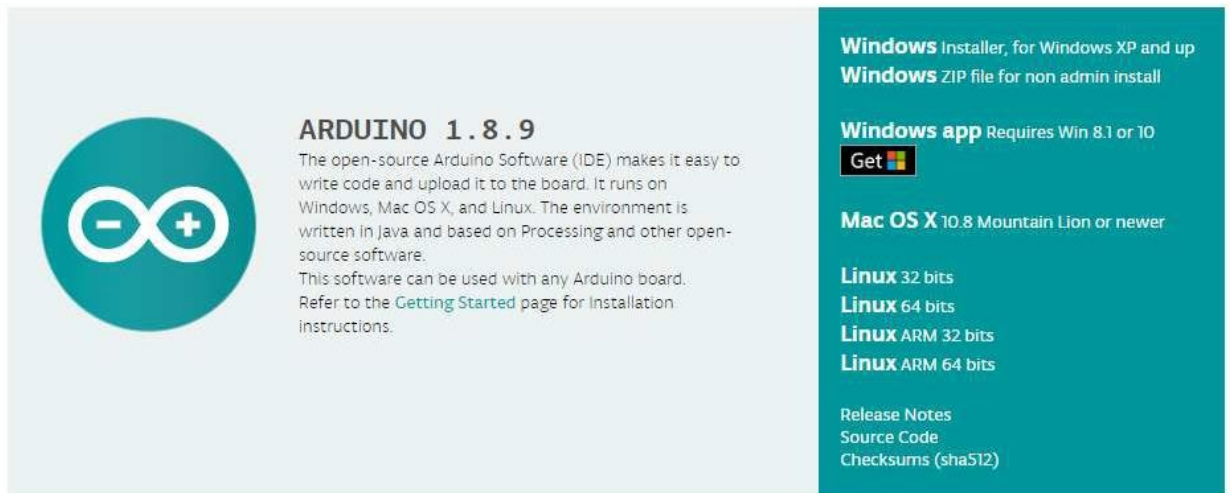 ARDUINO 1.8.9
The open-source Arduino Software (IDE) makes it easy to
write code and upload it to the board. It runs on
Windows, Mac OS X, and Linux. The environment is
written in Java and based on Processing and other open-
source software.
This software can be used with any Arduino board.
Refer to the Getting Started page for Installation
instructions.
Windows Installer, for Windows XP and up
Windows ZIP file for non admin install
Windows app Requires Win 8.1 or 10
Get
Mac OS X 10.8 Mountain Lion or newer
Linux 32 bits
Linux 64 bits
Linux ARM 32 bits
Linux ARM 64 bits
Release Notes
Source Code
Checksums (sha512)